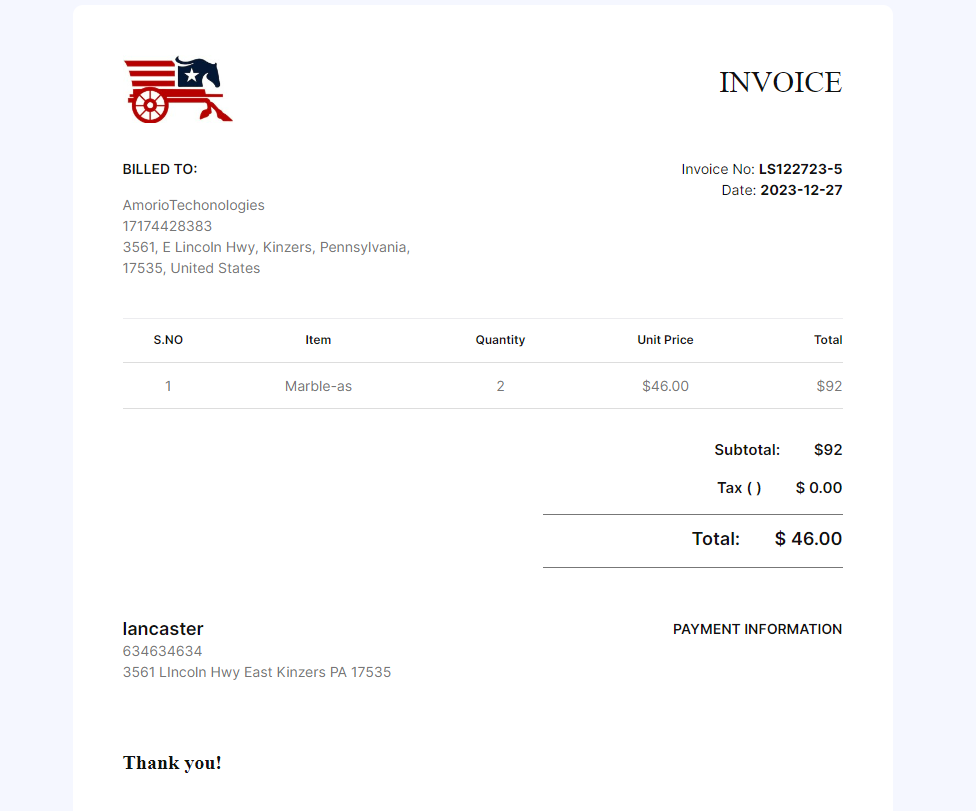 INVOICE
BILLED TO:
Invoice No: LS122723-5
Date: 2023-12-27
AmorioTechonologies
17174428383
3561, E Lincoln Hwy, Kinzers, Pennsylvania,
17535, United States
S.NO Item Quantity Unit Price Total
1 Marble-as 2 $46.00 $92
Subtotal: $92
Tax ( ) $ 0.00
Total: $ 46.00
lancaster
634634634
3561 LIncoln Hwy East Kinzers PA 17535
PAYMENT INFORMATION
Thank you!